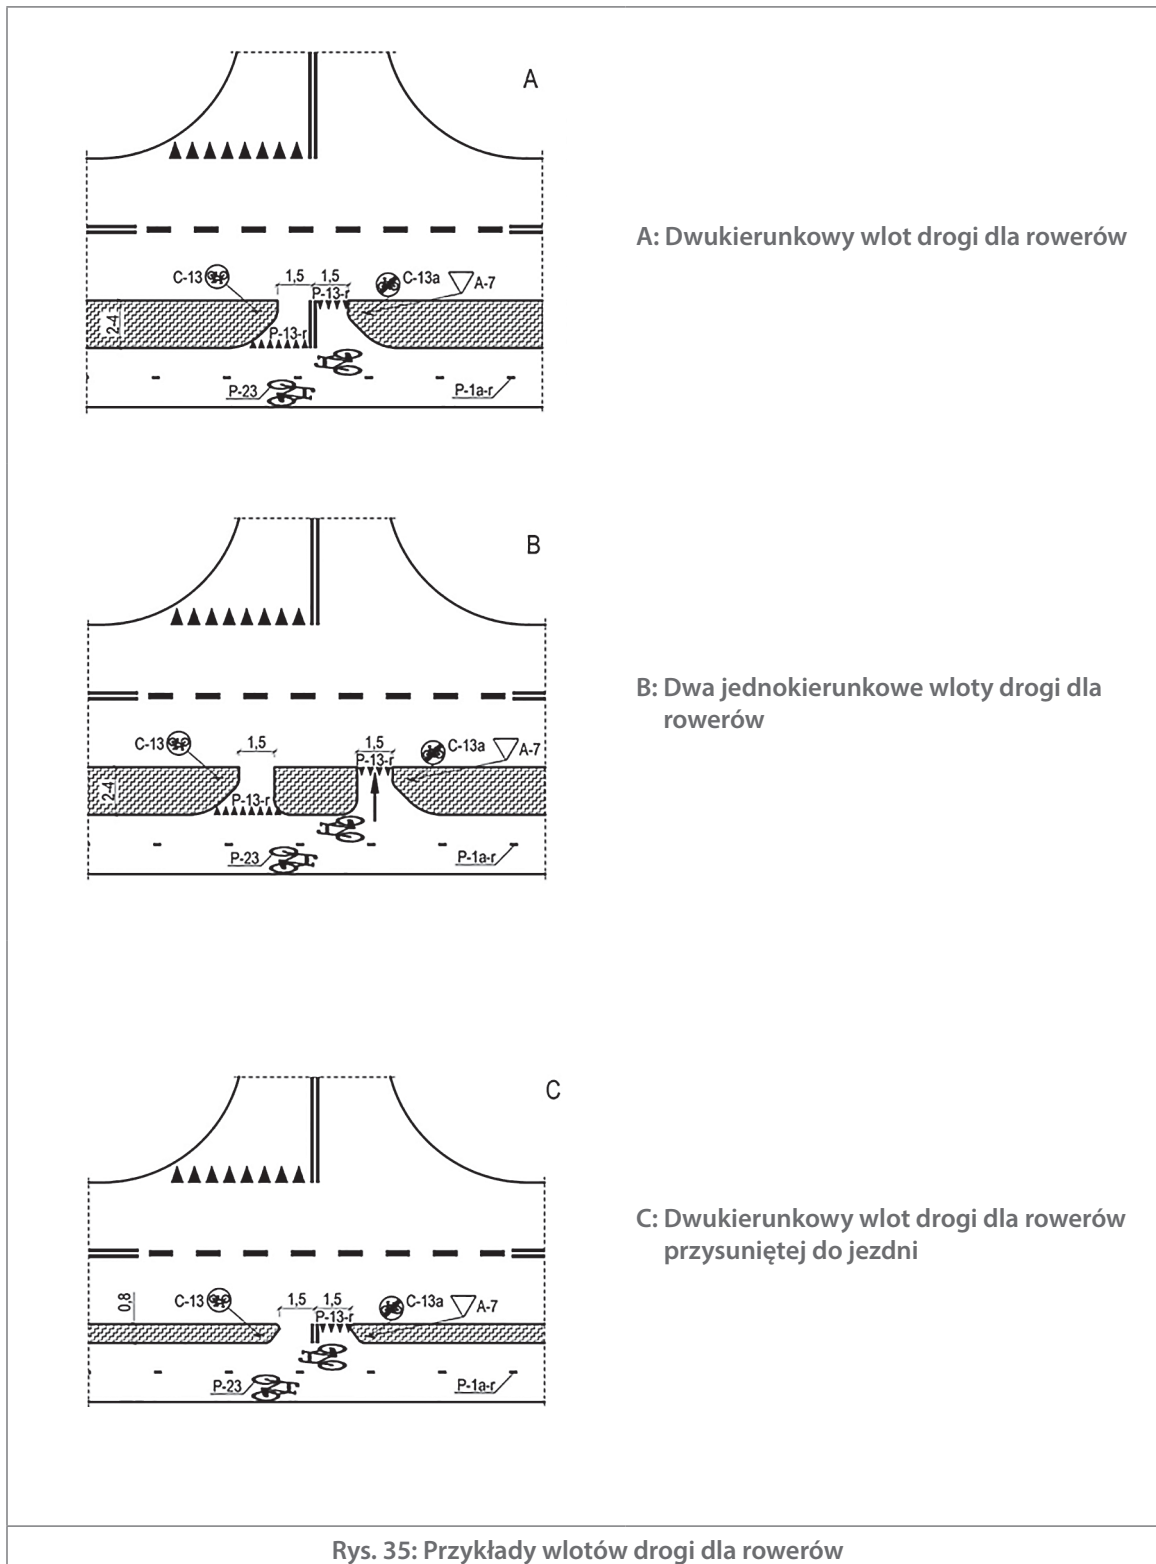 A
A: Dwukierunkowy wlot drogi dla rowerów
C-13 1,5 1,5 C-13a A-7
P-13-r
2-4
P-13-r
P-23 P-1a-r
B
B: Dwa jednokierunkowe wloty drogi dla
rowerów
C-13 1,5 1,5 C-13a A-7
P-13-r
2-4
P-13-r
P-23 P-1a-r
C
C: Dwukierunkowy wlot drogi dla rowerów
przysuniętej do jezdni
0,8
C-13 1,5 1,5 C-13a A-7
P-13-r
P-23 P-1a-r
Rys. 35: Przykłady wlotów drogi dla rowerów